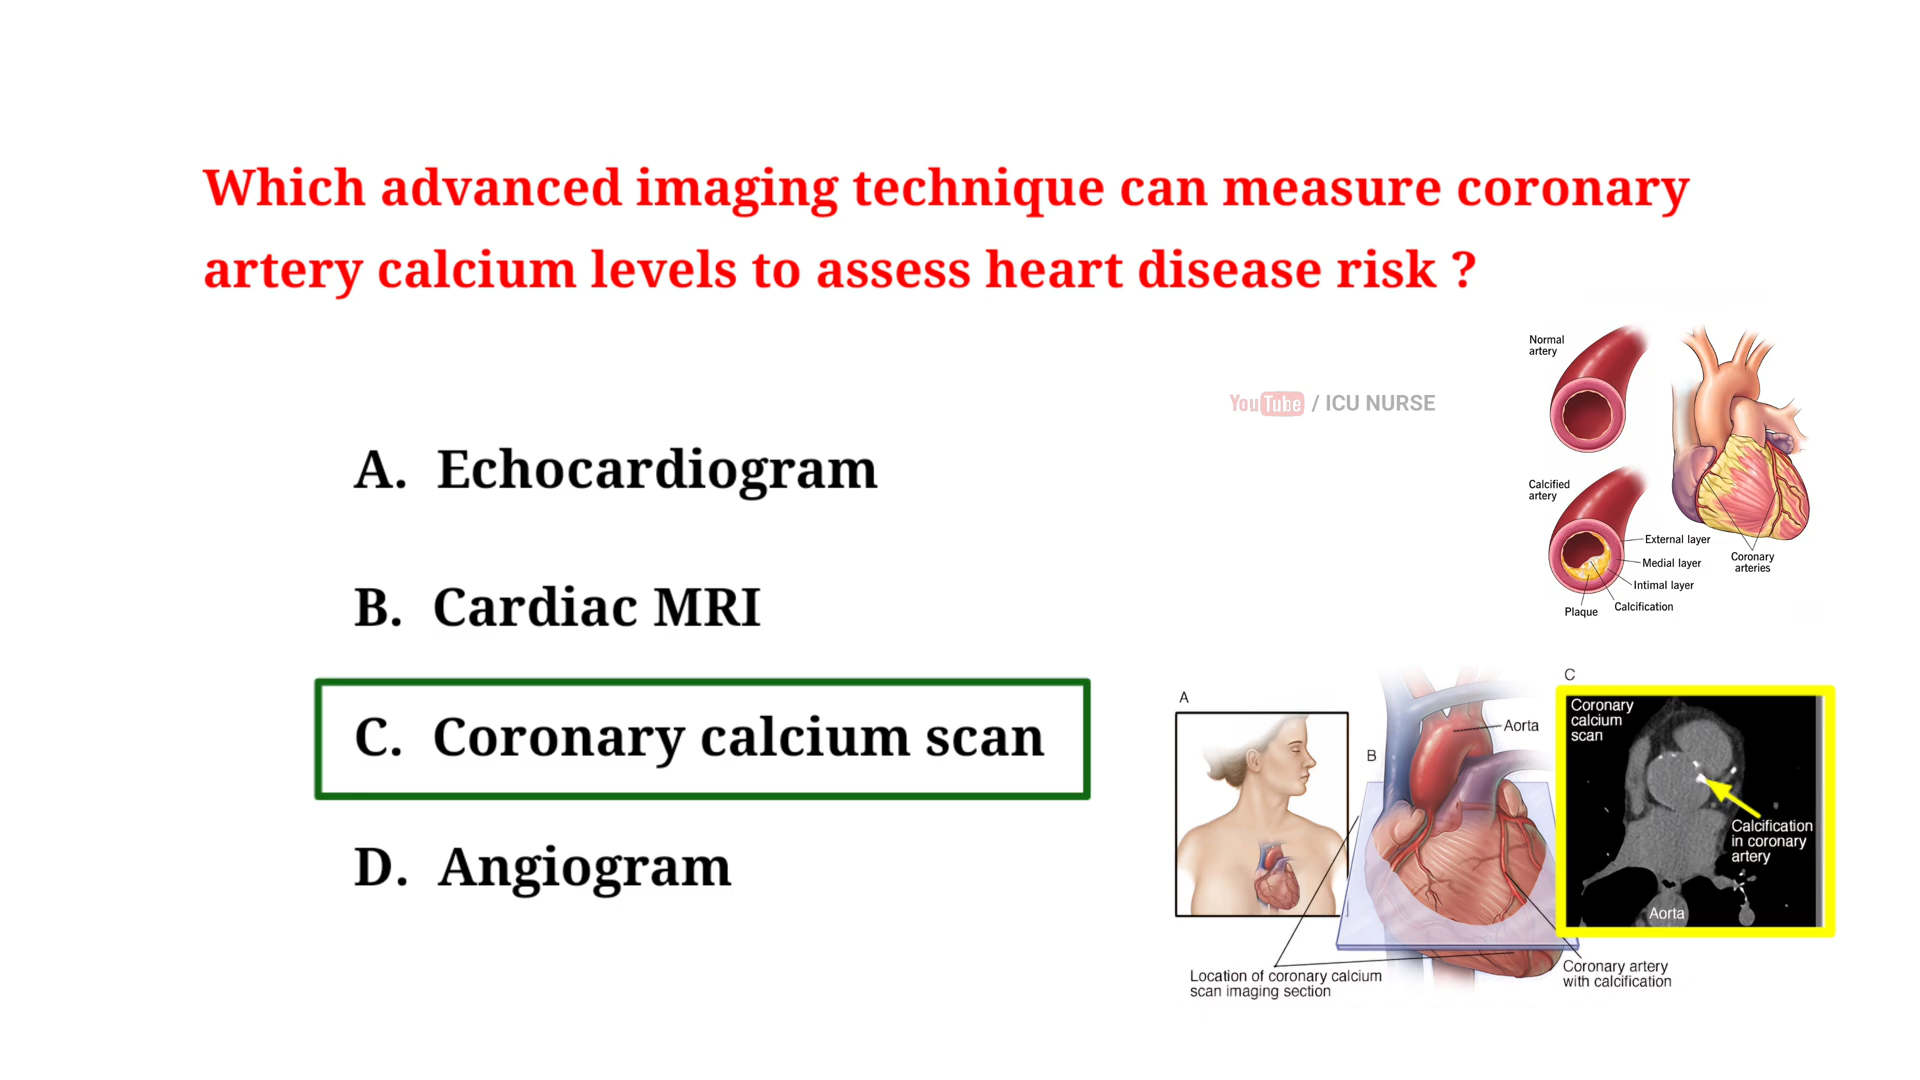 Which advanced imaging technique can measure coronary
artery calcium levels to assess heart disease risk ?
YouTube / ICU NURSE
A. Echocardiogram
B. Cardiac MRI
C. Coronary calcium scan
D. Angiogram
Normal
artery
Calcified
artery
External layer
Medial layer
Intimal layer
Calcification
Plaque
Coronary
arteries
A
B
Aorta
Location of coronary calcium
scan imaging section
C
Coronary
calcium
scan
Calcification
in coronary
artery
Aorta
Coronary artery
with calcification